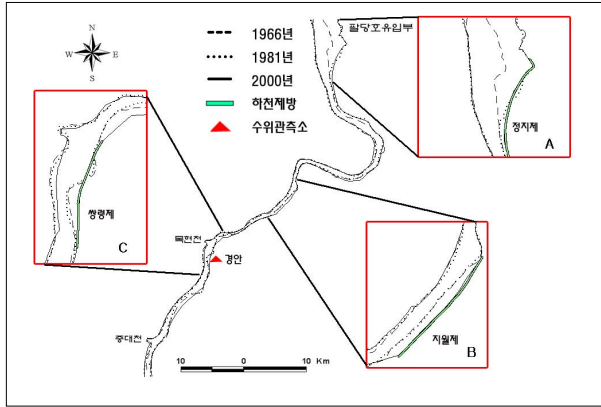 N
W E
S
1966년
1981년
2000년
하천제방
수위관측소
팔당호유입부
정지제
A
쌍령제
C
목현천
경안
중대천
지월제
B
10 0 10 Km